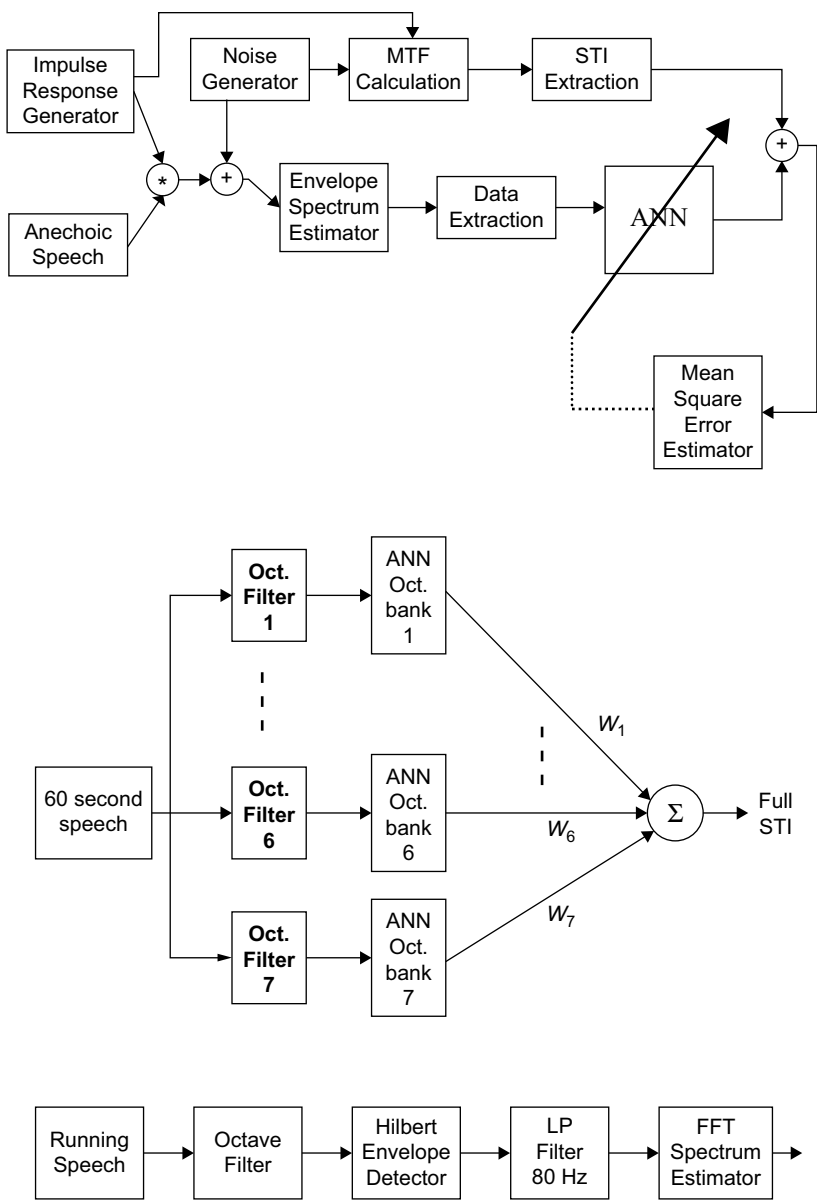 Impulse
Response
Generator
Noise
Generator
MTF
Calculation
STI
Extraction
*
+
+
Anechoic
Speech
Envelope
Spectrum
Estimator
Data
Extraction
ANN
Mean
Square
Error
Estimator
Oct.
Filter
1
ANN
Oct.
bank
1
W1
60 second
speech
Oct.
Filter
6
ANN
Oct.
bank
6
W6
Σ
Full
STI
Oct.
Filter
7
ANN
Oct.
bank
7
W7
Running
Speech
Octave
Filter
Hilbert
Envelope
Detector
LP
Filter
80 Hz
FFT
Spectrum
Estimator